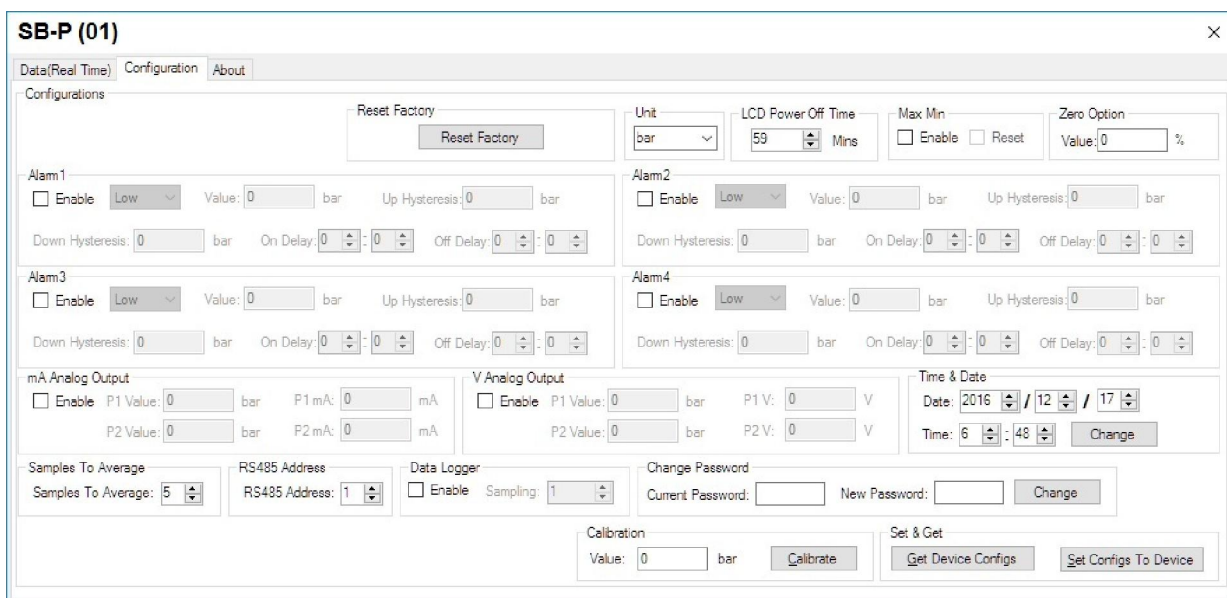 SB-P (01)
Data(Real Time) Configuration About
Configurations
Reset Factory Unit LCD Power Off Time Max Min Zero Option
Reset Factory bar 59 Mins Enable Reset Value: 0 %
Alarm1 Alarm2
Enable Low Value: 0 bar Up Hysteresis: 0 bar Enable Low Value: 0 bar Up Hysteresis: 0 bar
Down Hysteresis: 0 bar On Delay: 0 : 0 Off Delay: 0 : 0 Down Hysteresis: 0 bar On Delay: 0 : 0 Off Delay: 0 : 0
Alarm3 Alarm4
Enable Low Value: 0 bar Up Hysteresis: 0 bar Enable Low Value: 0 bar Up Hysteresis: 0 bar
Down Hysteresis: 0 bar On Delay: 0 : 0 Off Delay: 0 : 0 Down Hysteresis: 0 bar On Delay: 0 : 0 Off Delay: 0 : 0
mA Analog Output V Analog Output Time & Date
Enable P1 Value: 0 bar P1 mA: 0 mA Enable P1 Value: 0 bar P1 V: 0 V Date: 2016 / 12 / 17
P2 Value: 0 bar P2 mA: 0 mA P2 Value: 0 bar P2 V: 0 V Time: 6 : 48 Change
Samples To Average RS485 Address Data Logger Change Password
Samples To Average: 5 RS485 Address: 1 Enable Sampling: 1 Current Password: New Password: Change
Calibration Set & Get
Value: 0 bar Calibrate Get Device Configs Set Configs To Device